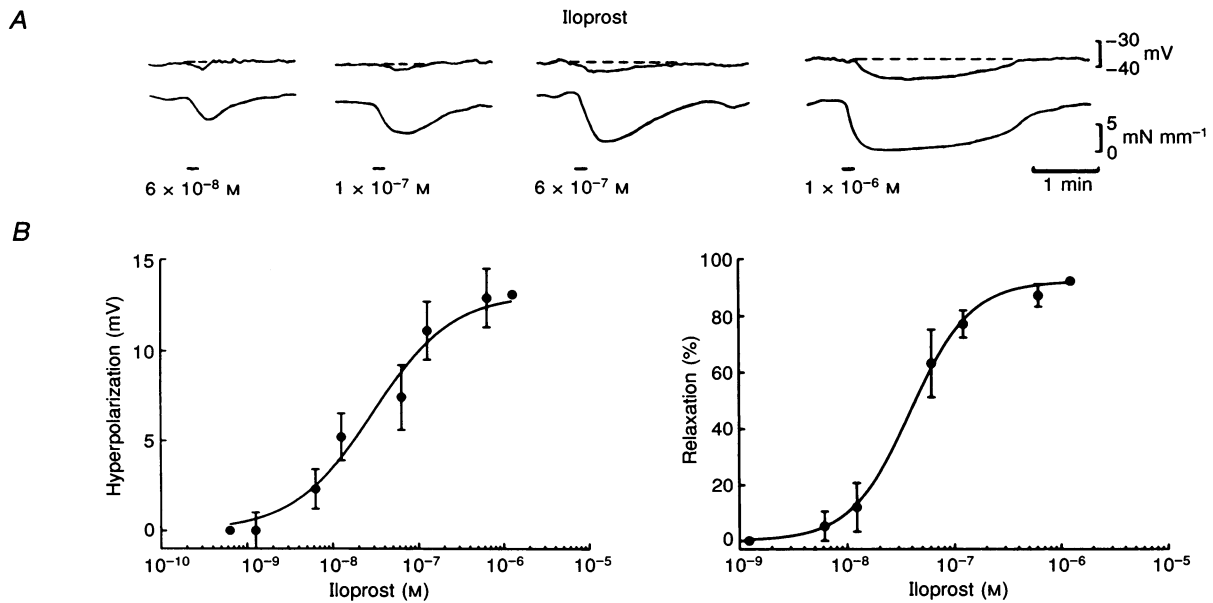 A
Iloprost
−30
−40
mV
5
0
mN mm⁻¹
6 × 10⁻⁸ M
1 × 10⁻⁷ M
6 × 10⁻⁷ M
1 × 10⁻⁶ M
1 min
B
15
10
5
0
Hyperpolarization (mV)
10⁻¹⁰
10⁻⁹
10⁻⁸
10⁻⁷
10⁻⁶
10⁻⁵
Iloprost (M)
100
80
60
40
20
0
Relaxation (%)
10⁻⁹
10⁻⁸
10⁻⁷
10⁻⁶
10⁻⁵
Iloprost (M)